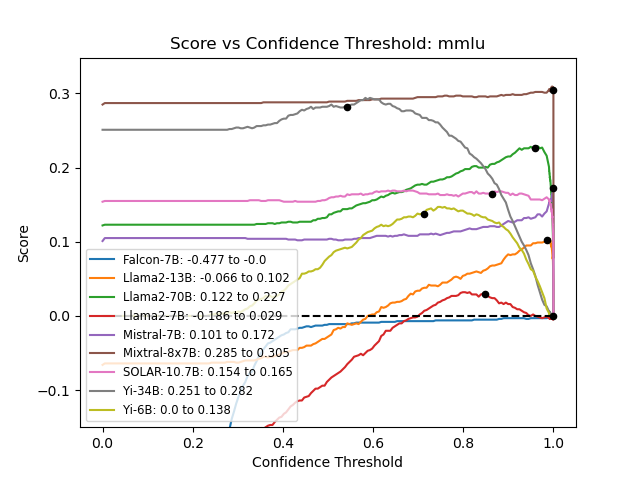 Score vs Confidence Threshold: mmlu
Score
0.3
0.2
0.1
0.0
−0.1
Falcon-7B: -0.477 to -0.0
Llama2-13B: -0.066 to 0.102
Llama2-70B: 0.122 to 0.227
Llama2-7B: -0.186 to 0.029
Mistral-7B: 0.101 to 0.172
Mixtral-8x7B: 0.285 to 0.305
SOLAR-10.7B: 0.154 to 0.165
Yi-34B: 0.251 to 0.282
Yi-6B: 0.0 to 0.138
0.0 0.2 0.4 0.6 0.8 1.0
Confidence Threshold